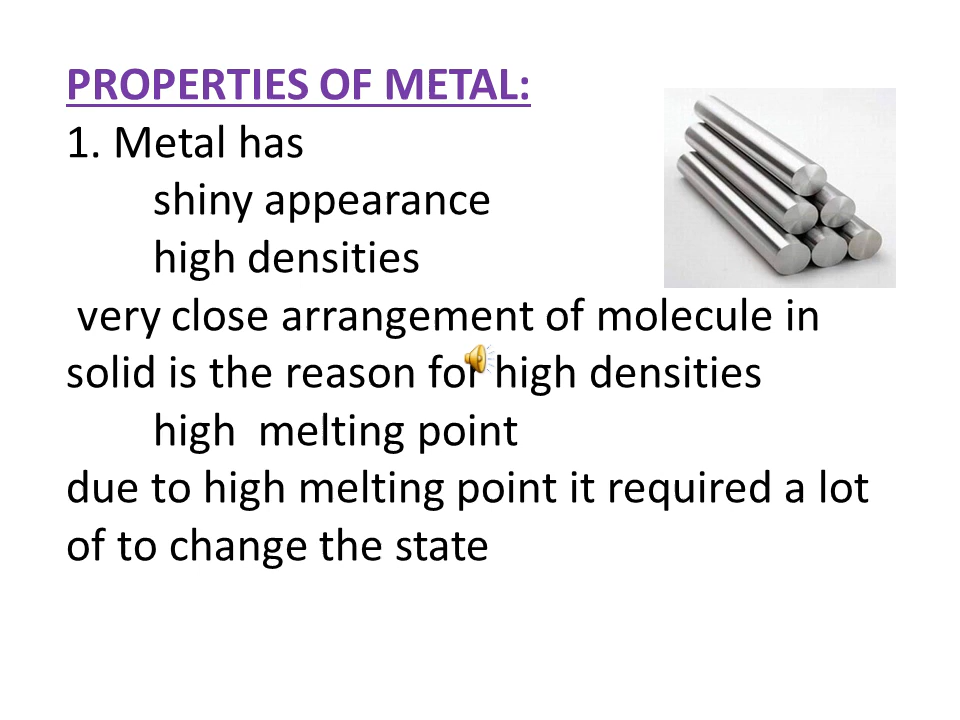 PROPERTIES OF METAL:
1. Metal has
shiny appearance
high densities
very close arrangement of molecule in
solid is the reason for high densities
high melting point
due to high melting point it required a lot
of to change the state